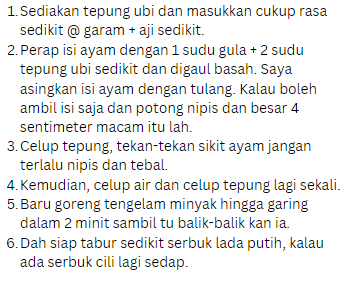 1. Sediakan tepung ubi dan masukkan cukup rasa
sedikit @ garam + aji sedikit.
2. Perap isi ayam dengan 1 sudu gula + 2 sudu
tepung ubi sedikit dan digaul basah. Saya
asingkan isi ayam dengan tulang. Kalau boleh
ambil isi saja dan potong nipis dan besar 4
sentimeter macam itu lah.
3. Celup tepung, tekan-tekan sikit ayam jangan
terlalu nipis dan tebal.
4. Kemudian, celup air dan celup tepung lagi sekali.
5. Baru goreng tengelam minyak hingga garing
dalam 2 minit sambil tu balik-balik kan ia.
6. Dah siap tabur sedikit serbuk lada putih, kalau
ada serbuk cili lagi sedap.